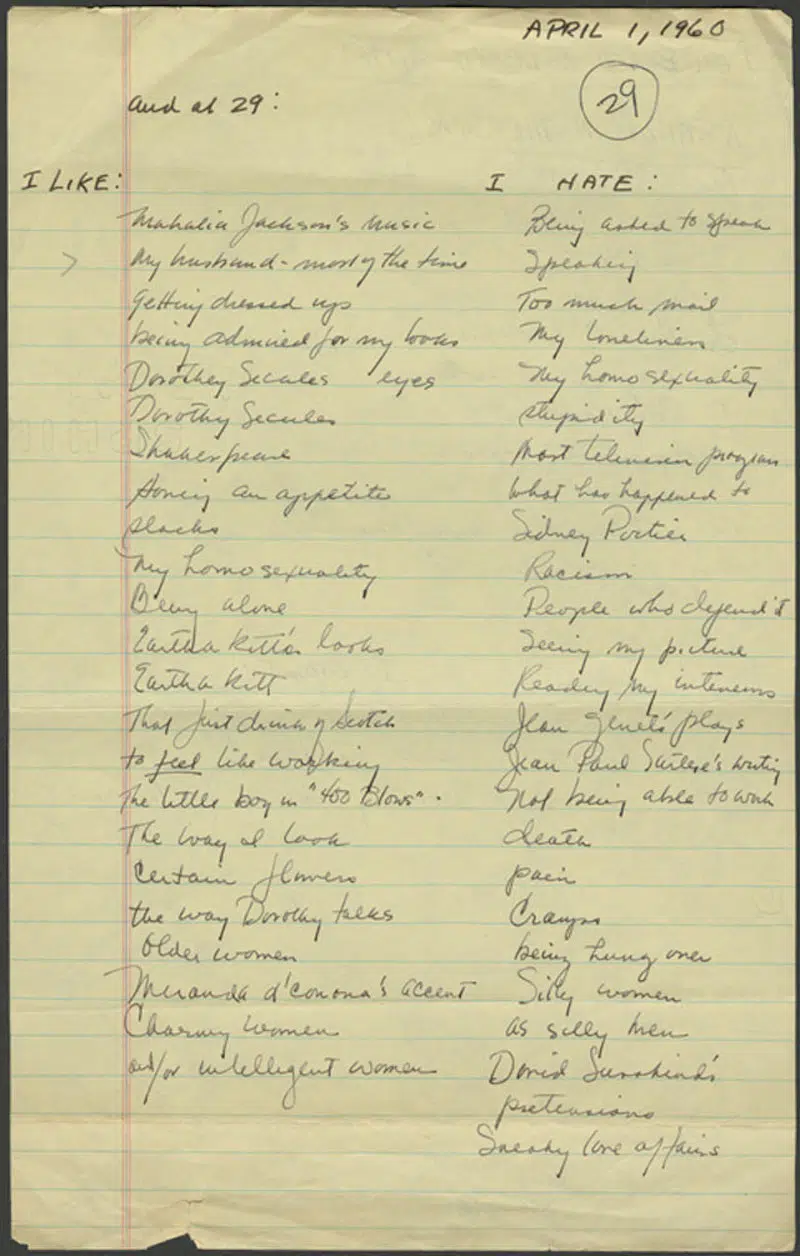 APRIL 1, 1960
29
and at 29:
I LIKE:
Mahalia Jackson's music
My husband - most of the time
getting dressed up
being admired for my looks
Dorothey Secules eyes
Dorothy Secules
Shakespeare
Having an appetite
slacks
My homosexuality
Being alone
Eartha Kitt's looks
Eartha Kitt
That first drink of Scotch
to feel like working
The little boy in "400 Blows".
The way I look
Certain flowers
the way Dorothy talks
Older women
Miranda d'Corona's accent
Charming women
and/or intelligent women
I HATE:
Being asked to speak
Speaking
Too much mail
My loneliness
My homosexuality
stupidity
Most television programs
What has happened to
Sidney Poitier
Racism
People who defend it
Seeing my picture
Reading my interviews
Jean Genet's plays
Jean Paul Sartre's writing
Not being able to work
death
pain
Cramps
being hung over
Silly women
as silly men
David Susskind's
pretensions
Sneaky love affairs